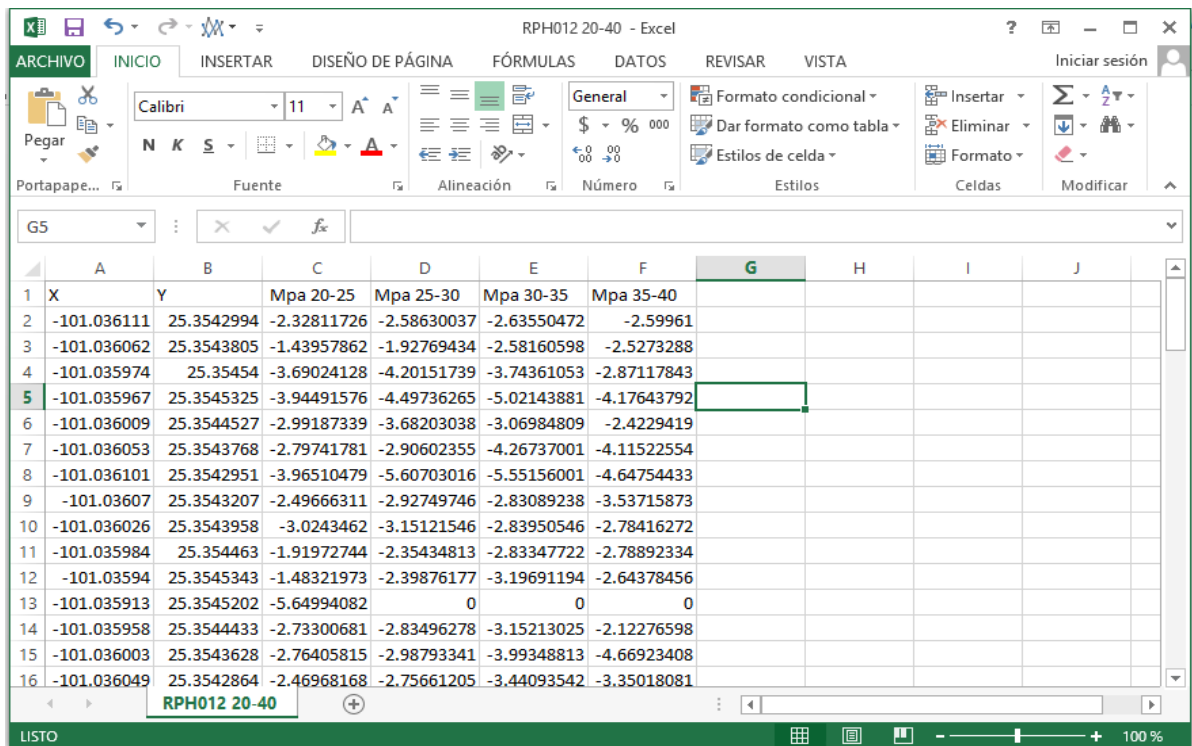 RPH012 20-40 - Excel
?
ARCHIVO INICIO INSERTAR DISEÑO DE PÁGINA FÓRMULAS DATOS REVISAR VISTA Iniciar sesión
Pegar
Calibri 11 A A
N K S A
General
$ % 000
Formato condicional
Dar formato como tabla
Estilos de celda
Insertar
Eliminar
Formato
Portapape... Fuente Alineación Número Estilos Celdas Modificar
G5 fx
A B C D E F G H I J
1 X Y Mpa 20-25 Mpa 25-30 Mpa 30-35 Mpa 35-40
2 -101.036111 25.3542994 -2.32811726 -2.58630037 -2.63550472 -2.59961
3 -101.036062 25.3543805 -1.43957862 -1.92769434 -2.58160598 -2.5273288
4 -101.035974 25.35454 -3.69024128 -4.20151739 -3.74361053 -2.87117843
5 -101.035967 25.3545325 -3.94491576 -4.49736265 -5.02143881 -4.17643792
6 -101.036009 25.3544527 -2.99187339 -3.68203038 -3.06984809 -2.4229419
7 -101.036053 25.3543768 -2.79741781 -2.90602355 -4.26737001 -4.11522554
8 -101.036101 25.3542951 -3.96510479 -5.60703016 -5.55156001 -4.64754433
9 -101.03607 25.3543207 -2.49666311 -2.92749746 -2.83089238 -3.53715873
10 -101.036026 25.3543958 -3.0243462 -3.15121546 -2.83950546 -2.78416272
11 -101.035984 25.354463 -1.91972744 -2.35434813 -2.83347722 -2.78892334
12 -101.03594 25.3545343 -1.48321973 -2.39876177 -3.19691194 -2.64378456
13 -101.035913 25.3545202 -5.64994082 0 0 0
14 -101.035958 25.3544433 -2.73300681 -2.83496278 -3.15213025 -2.12276598
15 -101.036003 25.3543628 -2.76405815 -2.98793341 -3.99348813 -4.66923408
16 -101.036049 25.3542864 -2.46968168 -2.75661205 -3.44093542 -3.35018081
RPH012 20-40
LISTO 100 %